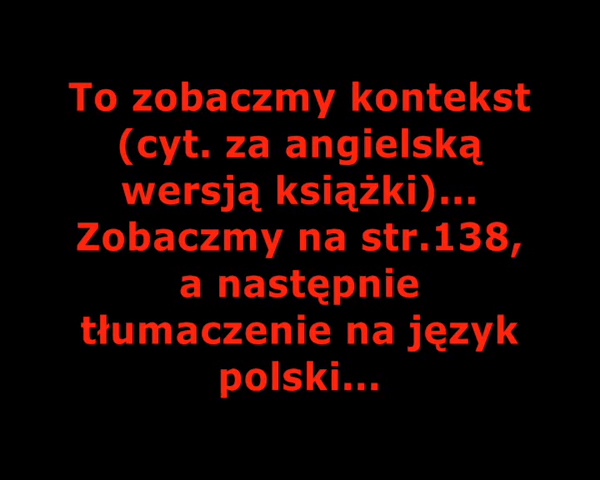 To zobaczmy kontekst
(cyt. za angielską
wersją książki)...
Zobaczmy na str.138,
a następnie
tłumaczenie na język
polski...